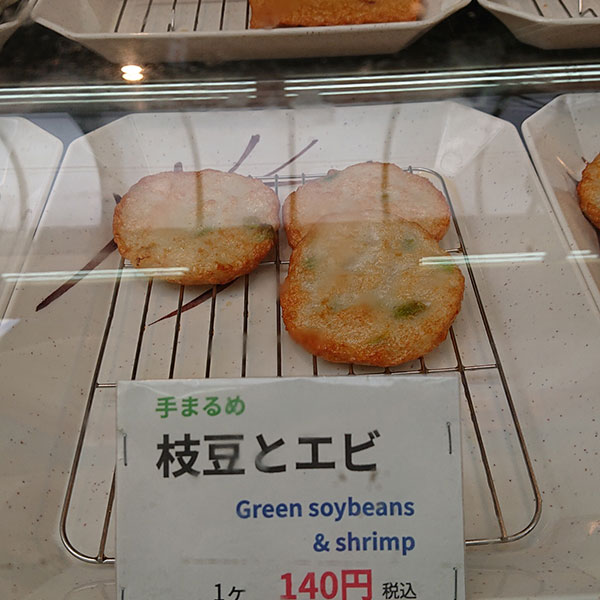 手まるめ
枝豆とエビ
Green soybeans
& shrimp
1ヶ 140円 税込